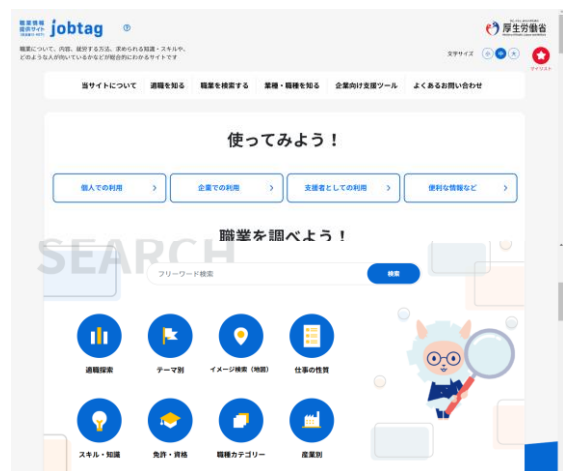 職業情報
提供サイト
jobtag
厚生労働省
職業について、内容、就労する方法、求められる知識・スキルや、
どのような人が向いているかなどが総合的にわかるサイトです
文字サイズ 小 中 大
マイリスト
当サイトについて 適職を知る 職業を検索する 業種・職種を知る 企業向け支援ツール よくあるお問い合わせ
使ってみよう！
個人での利用 企業での利用 支援者としての利用 便利な情報など
職業を調べよう！
SEARCH
フリーワード検索 検索
適職探索 テーマ別 イメージ検索（地図） 仕事の性質
スキル・知識 免許・資格 職種カテゴリー 産業別